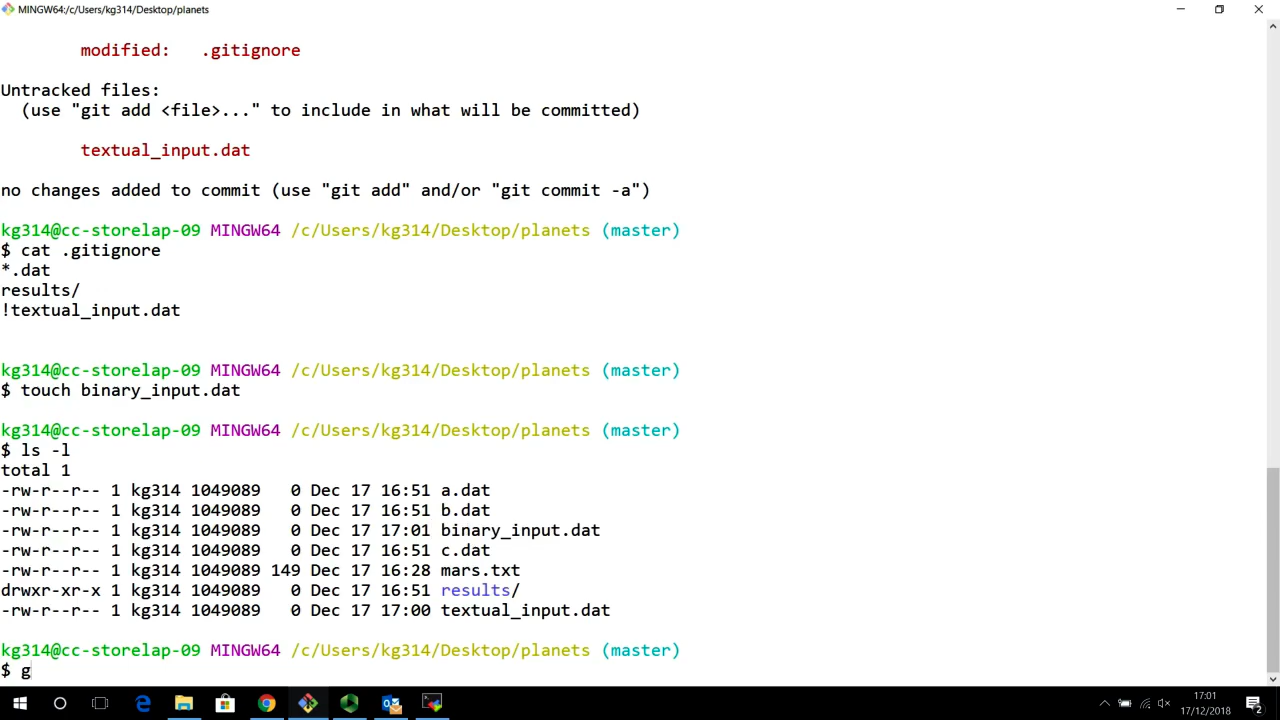 MINGW64:/c/Users/kg314/Desktop/planets
modified:   .gitignore
Untracked files:
(use "git add <file>..." to include in what will be committed)
textual_input.dat
no changes added to commit (use "git add" and/or "git commit -a")
kg314@cc-storelap-09 MINGW64 /c/Users/kg314/Desktop/planets (master)
$ cat .gitignore
*.dat
results/
!textual_input.dat
kg314@cc-storelap-09 MINGW64 /c/Users/kg314/Desktop/planets (master)
$ touch binary_input.dat
kg314@cc-storelap-09 MINGW64 /c/Users/kg314/Desktop/planets (master)
$ ls -l
total 1
-rw-r--r-- 1 kg314 1049089   0 Dec 17 16:51 a.dat
-rw-r--r-- 1 kg314 1049089   0 Dec 17 16:51 b.dat
-rw-r--r-- 1 kg314 1049089   0 Dec 17 17:01 binary_input.dat
-rw-r--r-- 1 kg314 1049089   0 Dec 17 16:51 c.dat
-rw-r--r-- 1 kg314 1049089 149 Dec 17 16:28 mars.txt
drwxr-xr-x 1 kg314 1049089   0 Dec 17 16:51 results/
-rw-r--r-- 1 kg314 1049089   0 Dec 17 17:00 textual_input.dat
kg314@cc-storelap-09 MINGW64 /c/Users/kg314/Desktop/planets (master)
$ g
17:01
17/12/2018
2